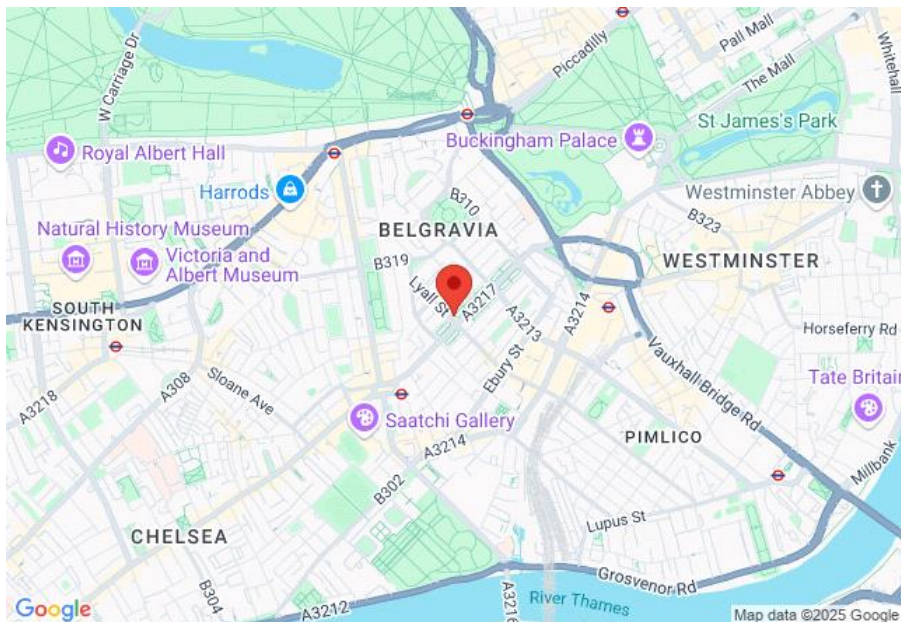 W Carriage Dr
Piccadilly
Pall Mall
The Mall
Whitehall
St James's Park
Royal Albert Hall
Buckingham Palace
Harrods
B310
Westminster Abbey
B323
Natural History Museum
Victoria and
Albert Museum
BELGRAVIA
B319
WESTMINSTER
Lyall St
A3217
A3213
A3214
SOUTH
KENSINGTON
Horseferry Rd
A308
Sloane Ave
Ebury St
Vauxhall Bridge Rd
A3218
Tate Britain
Saatchi Gallery
A3214
PIMLICO
B302
Millbank
CHELSEA
Lupus St
B304
A3212
A3216
Grosvenor Rd
River Thames
Google
Map data ©2025 Google